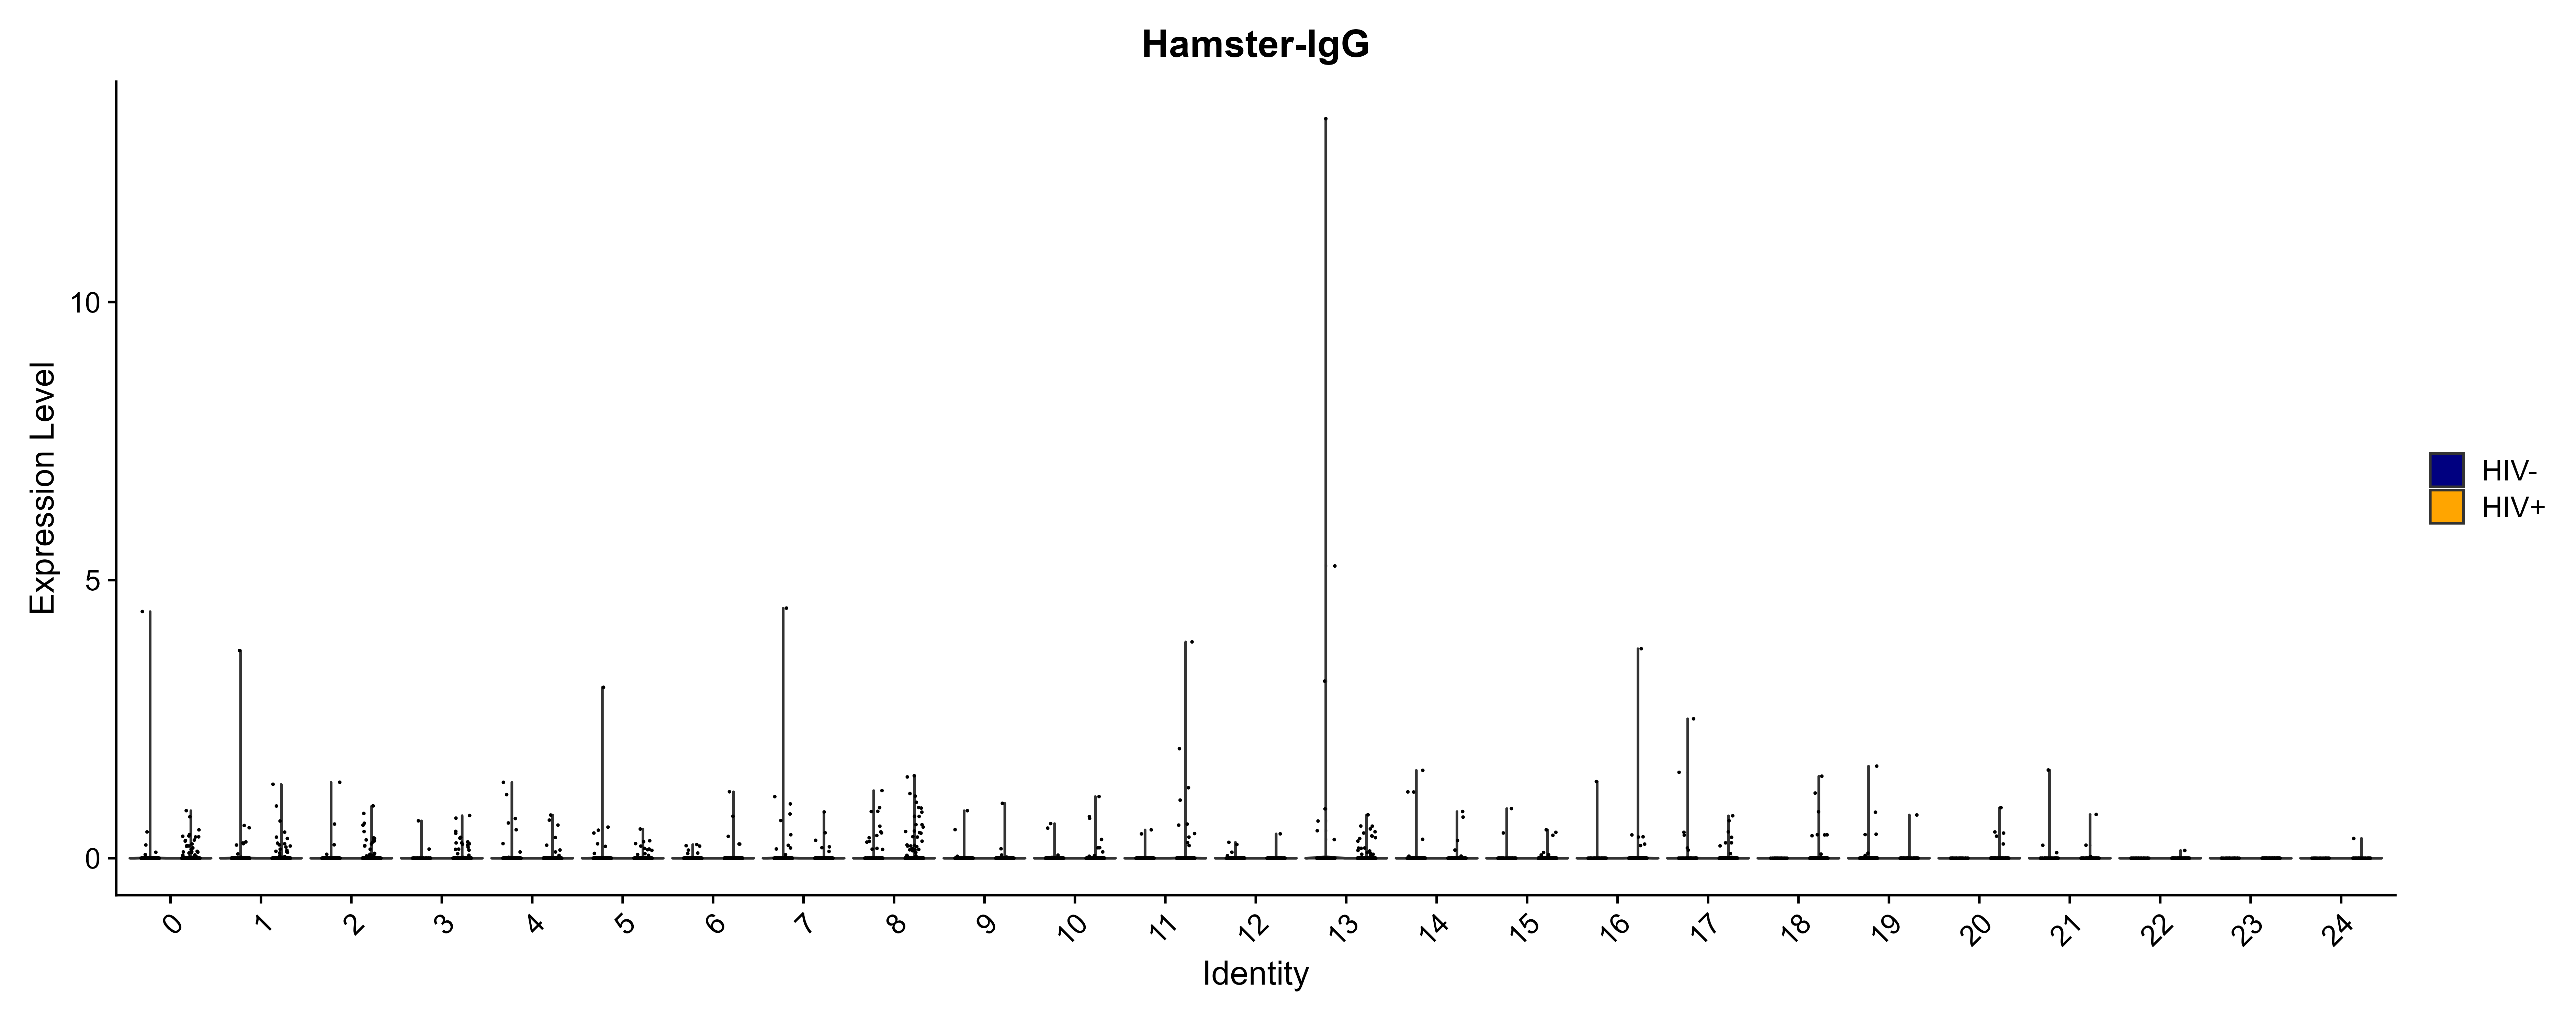 Hamster-IgG
Expression Level
10
5
0
0 1 2 3 4 5 6 7 8 9 10 11 12 13 14 15 16 17 18 19 20 21 22 23 24
Identity
HIV-
HIV+